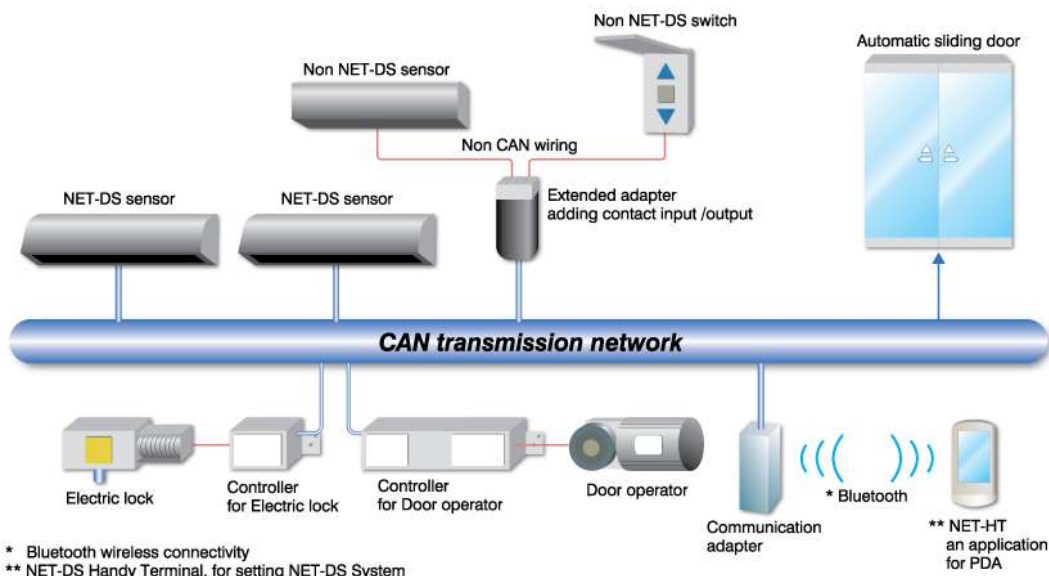 Non NET-DS switch
Automatic sliding door
Non NET-DS sensor
Non CAN wiring
NET-DS sensor
NET-DS sensor
Extended adapter
adding contact input /output
CAN transmission network
Electric lock
Controller
for Electric lock
Controller
for Door operator
Door operator
Communication
adapter
* Bluetooth
** NET-HT
an application
for PDA
* Bluetooth wireless connectivity
** NET-DS Handy Terminal, for setting NET-DS System